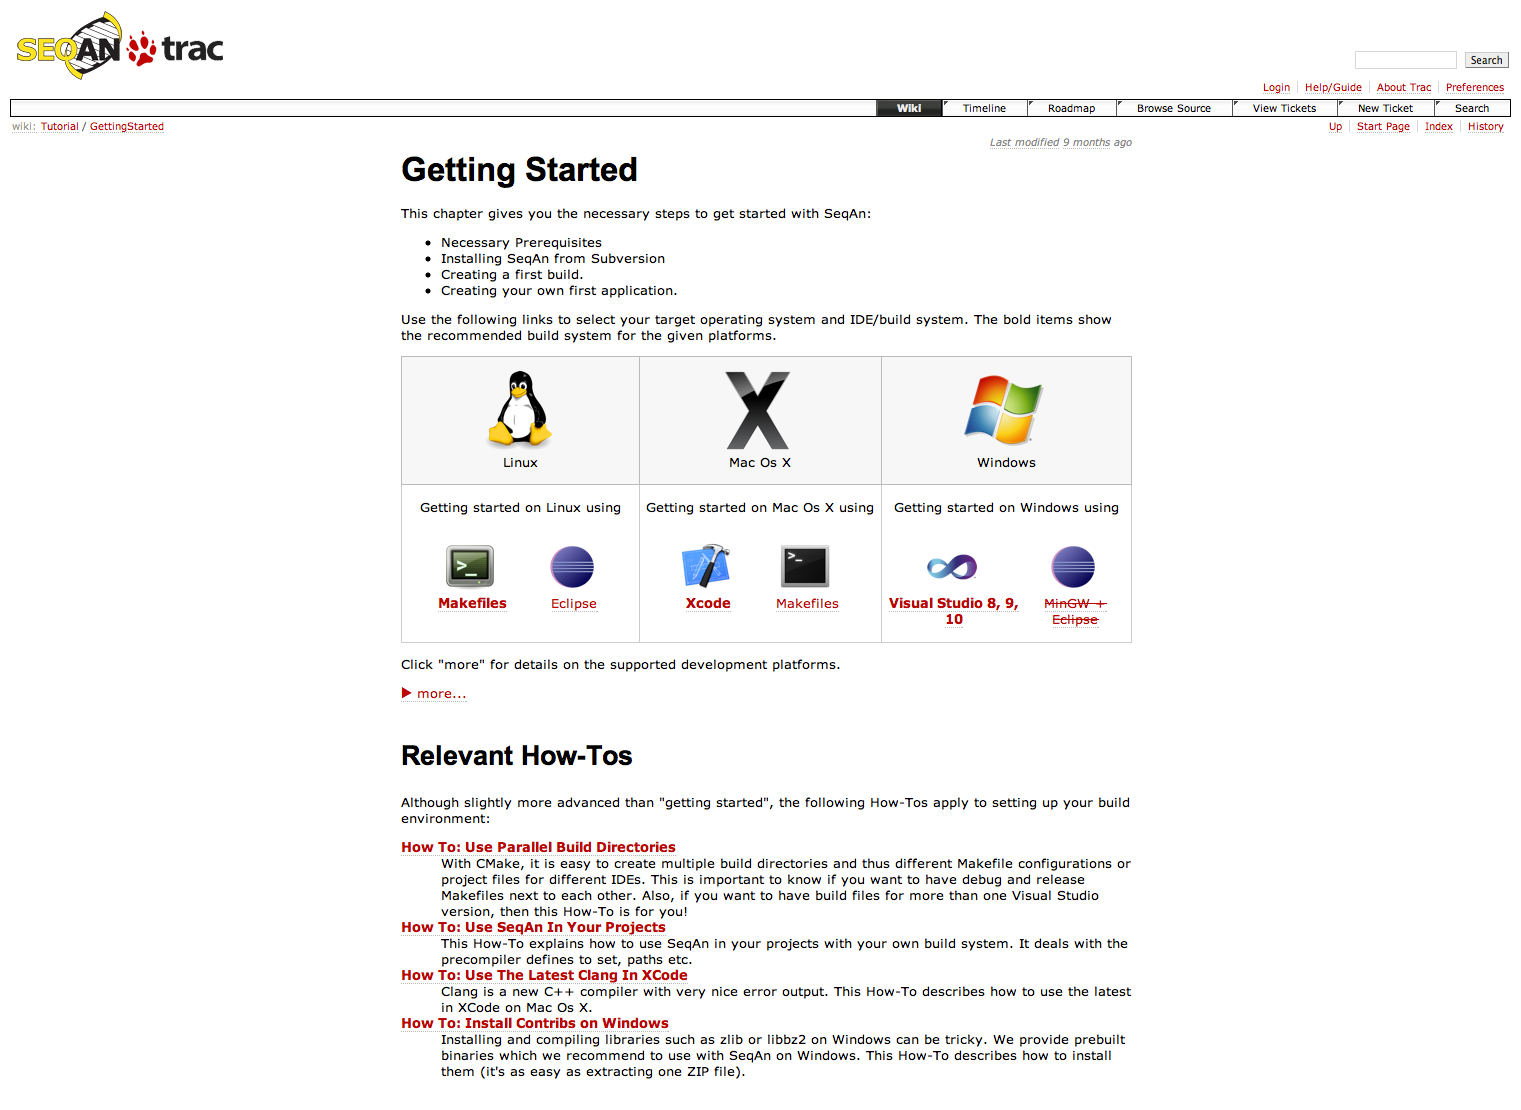 SEQAN trac
Search
Login Help/Guide About Trac Preferences
Wiki Timeline Roadmap Browse Source View Tickets New Ticket Search
wiki: Tutorial / GettingStarted
Up Start Page Index History
Last modified 9 months ago
Getting Started
This chapter gives you the necessary steps to get started with SeqAn:
• Necessary Prerequisites
• Installing SeqAn from Subversion
• Creating a first build.
• Creating your own first application.
Use the following links to select your target operating system and IDE/build system. The bold items show
the recommended build system for the given platforms.
Linux Mac Os X Windows
Getting started on Linux using Getting started on Mac Os X using Getting started on Windows using
>_ >_
Makefiles Eclipse Xcode Makefiles Visual Studio 8, 9, MinGW +
10 Eclipse
Click "more" for details on the supported development platforms.
more...
Relevant How-Tos
Although slightly more advanced than "getting started", the following How-Tos apply to setting up your build
environment:
How To: Use Parallel Build Directories
With CMake, it is easy to create multiple build directories and thus different Makefile configurations or
project files for different IDEs. This is important to know if you want to have debug and release
Makefiles next to each other. Also, if you want to have build files for more than one Visual Studio
version, then this How-To is for you!
How To: Use SeqAn In Your Projects
This How-To explains how to use SeqAn in your projects with your own build system. It deals with the
precompiler defines to set, paths etc.
How To: Use The Latest Clang In XCode
Clang is a new C++ compiler with very nice error output. This How-To describes how to use the latest
in XCode on Mac Os X.
How To: Install Contribs on Windows
Installing and compiling libraries such as zlib or libbz2 on Windows can be tricky. We provide prebuilt
binaries which we recommend to use with SeqAn on Windows. This How-To describes how to install
them (it's as easy as extracting one ZIP file).